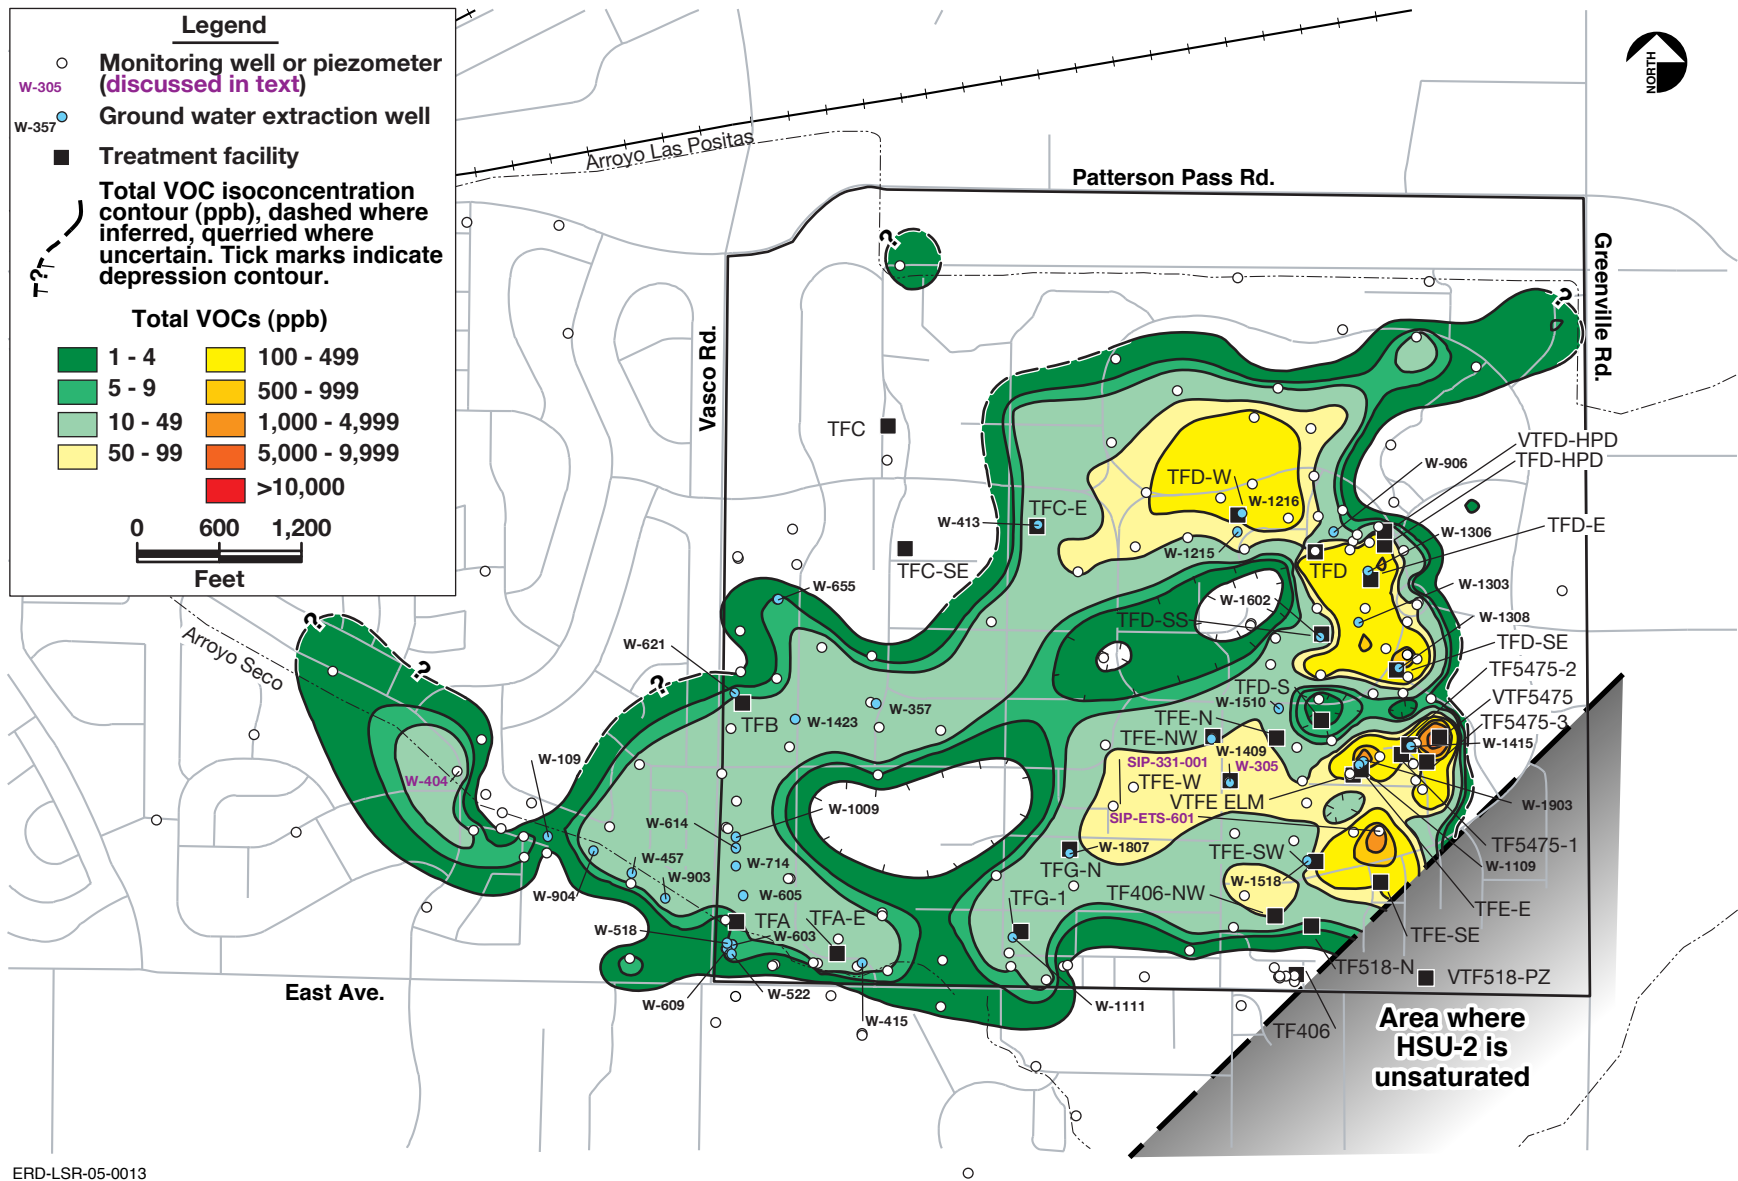 Legend
Monitoring well or piezometer
(discussed in text)
W-305
Ground water extraction well
W-357
Treatment facility
Total VOC isoconcentration
contour (ppb), dashed where
inferred, querried where
uncertain. Tick marks indicate
depression contour.
?
Total VOCs (ppb)
1 - 4
100 - 499
5 - 9
500 - 999
10 - 49
1,000 - 4,999
50 - 99
5,000 - 9,999
>10,000
0 600 1,200
Feet
NORTH
Arroyo Las Positas
Patterson Pass Rd.
Greenville Rd.
Vasco Rd.
?
?
TFC
VTFD-HPD
TFD-HPD
W-906
TFD-W
W-1216
TFC-E
W-413
W-1306
TFD-E
W-1215
TFC-SE
TFD
W-655
W-1303
W-1602
W-1308
TFD-SS
TFD-SE
?
Arroyo Seco
W-621
?
?
TF5475-2
TFD-S
VTF5475
W-1510
TFB
W-1423
W-357
TFE-N
TF5475-3
TFE-NW
W-1415
W-109
W-1409
SIP-331-001
W-305
W-404
TFE-W
VTFE ELM
W-1903
W-1009
SIP-ETS-601
W-614
TF5475-1
W-1807
TFE-SW
W-457
W-714
TFG-N
W-1109
W-903
W-1518
W-904
W-605
TF406-NW
TFG-1
TFE-E
TFA
TFA-E
W-518
W-603
TFE-SE
TF518-N
VTF518-PZ
East Ave.
W-609
W-522
W-1111
W-415
TF406
Area where
HSU-2 is
unsaturated
ERD-LSR-05-0013